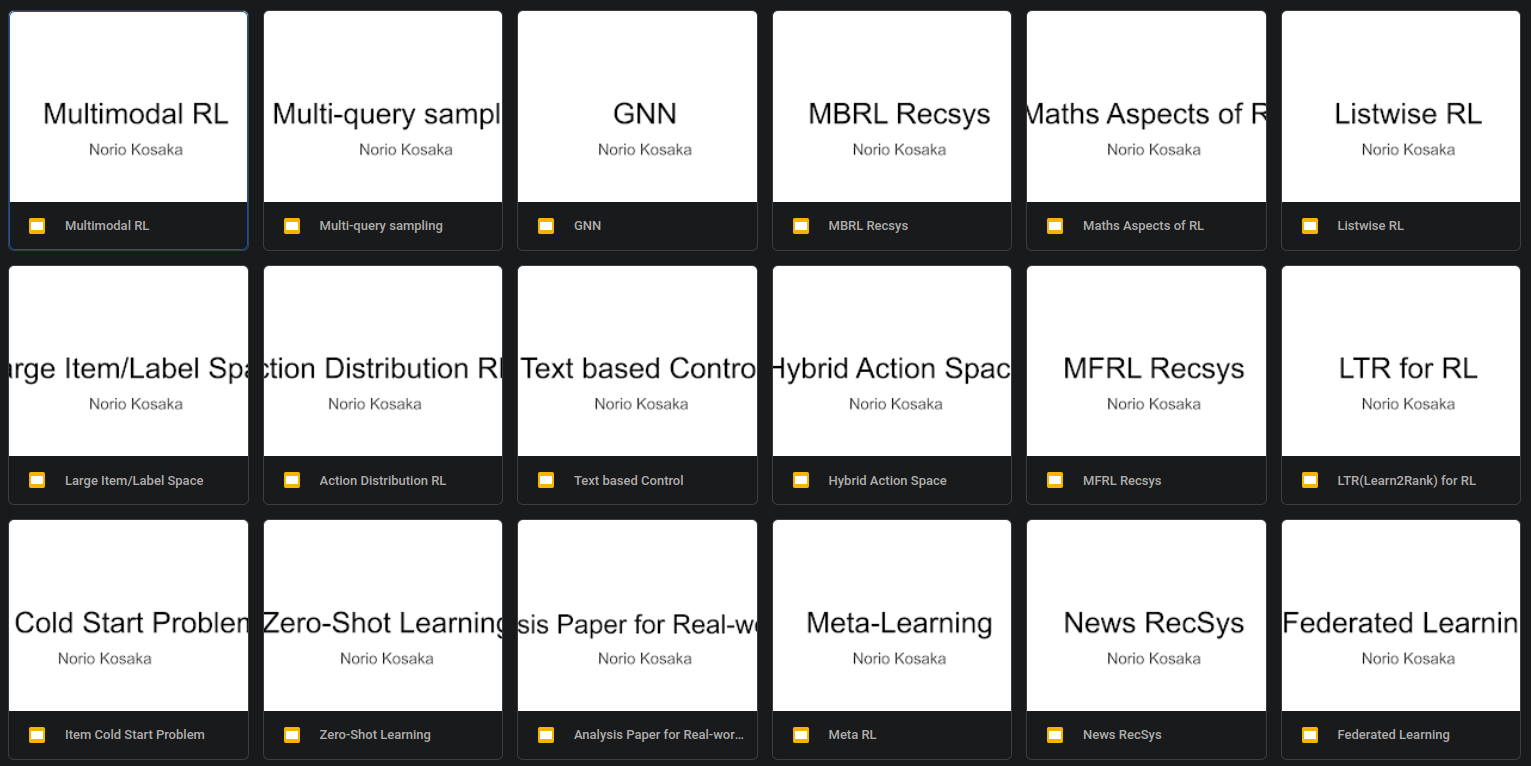 Multimodal RL
Norio Kosaka
Multimodal RL
Multi-query sampl
Norio Kosaka
Multi-query sampling
GNN
Norio Kosaka
GNN
MBRL Recsys
Norio Kosaka
MBRL Recsys
Maths Aspects of R
Norio Kosaka
Maths Aspects of RL
Listwise RL
Norio Kosaka
Listwise RL
arge Item/Label Spa
Norio Kosaka
Large Item/Label Space
ction Distribution RL
Norio Kosaka
Action Distribution RL
Text based Contro
Norio Kosaka
Text based Control
Hybrid Action Spac
Norio Kosaka
Hybrid Action Space
MFRL Recsys
Norio Kosaka
MFRL Recsys
LTR for RL
Norio Kosaka
LTR(Learn2Rank) for RL
Cold Start Problem
Norio Kosaka
Item Cold Start Problem
Zero-Shot Learning
Norio Kosaka
Zero-Shot Learning
sis Paper for Real-wo
Norio Kosaka
Analysis Paper for Real-wor...
Meta-Learning
Norio Kosaka
Meta RL
News RecSys
Norio Kosaka
News RecSys
Federated Learnin
Norio Kosaka
Federated Learning